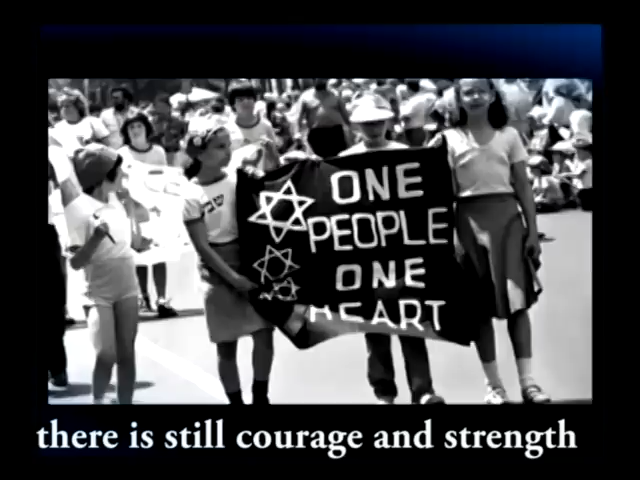 ONE
PEOPLE
ONE
HEART
there is still courage and strength